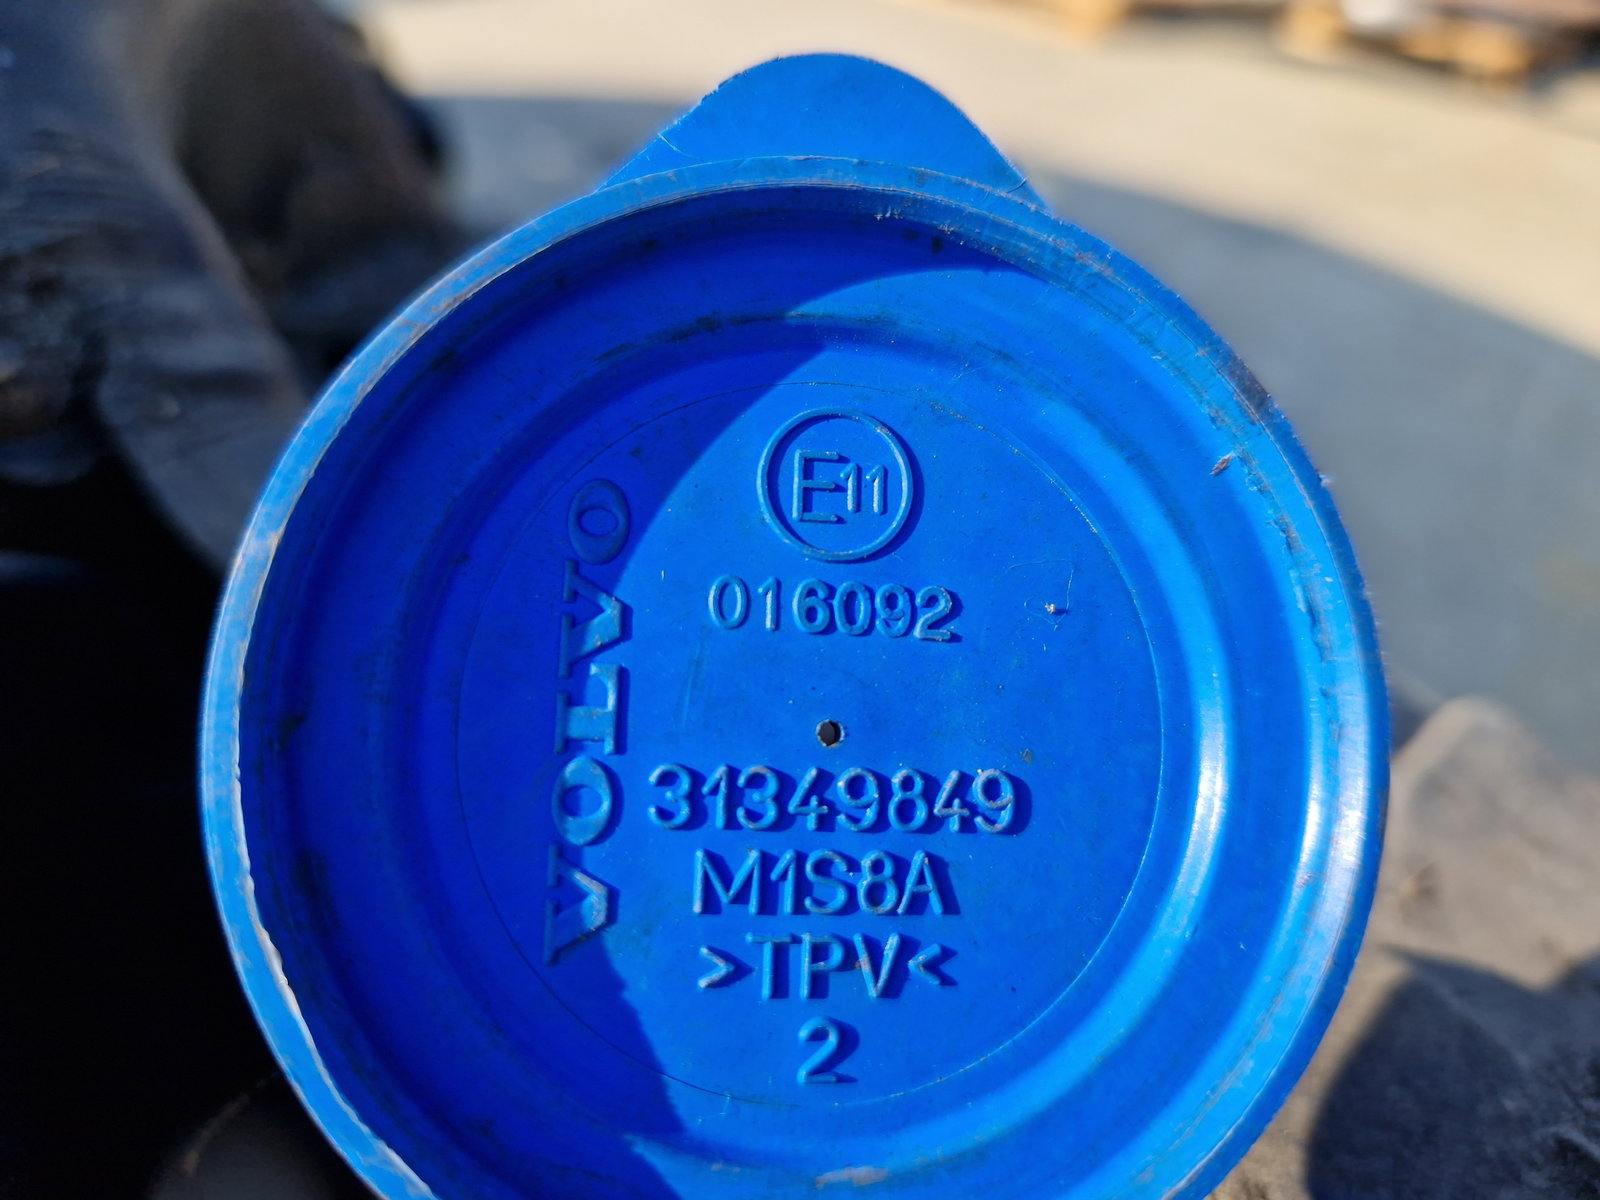 E11
016092
VOLVO
31349849
M1S8A
>TPV<
2